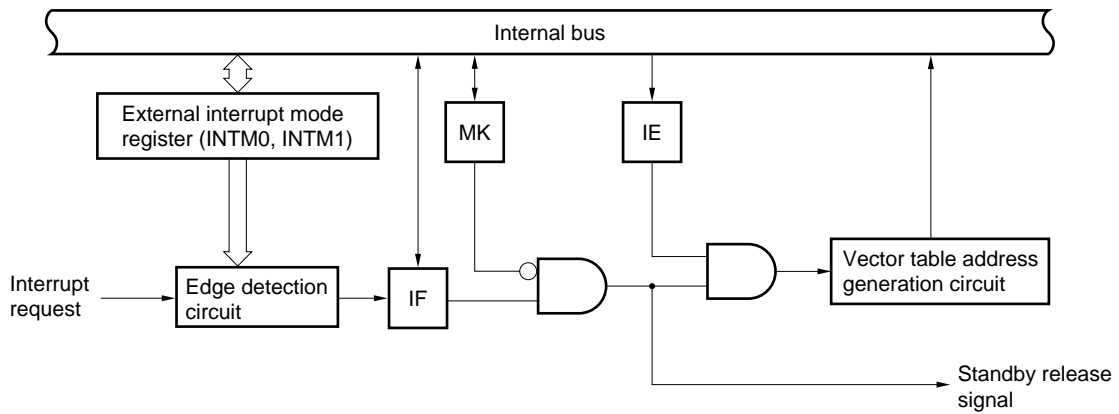 Internal bus
External interrupt mode
register (INTM0, INTM1)
MK
IE
Interrupt
request
Edge detection
circuit
IF
Vector table address
generation circuit
Standby release
signal